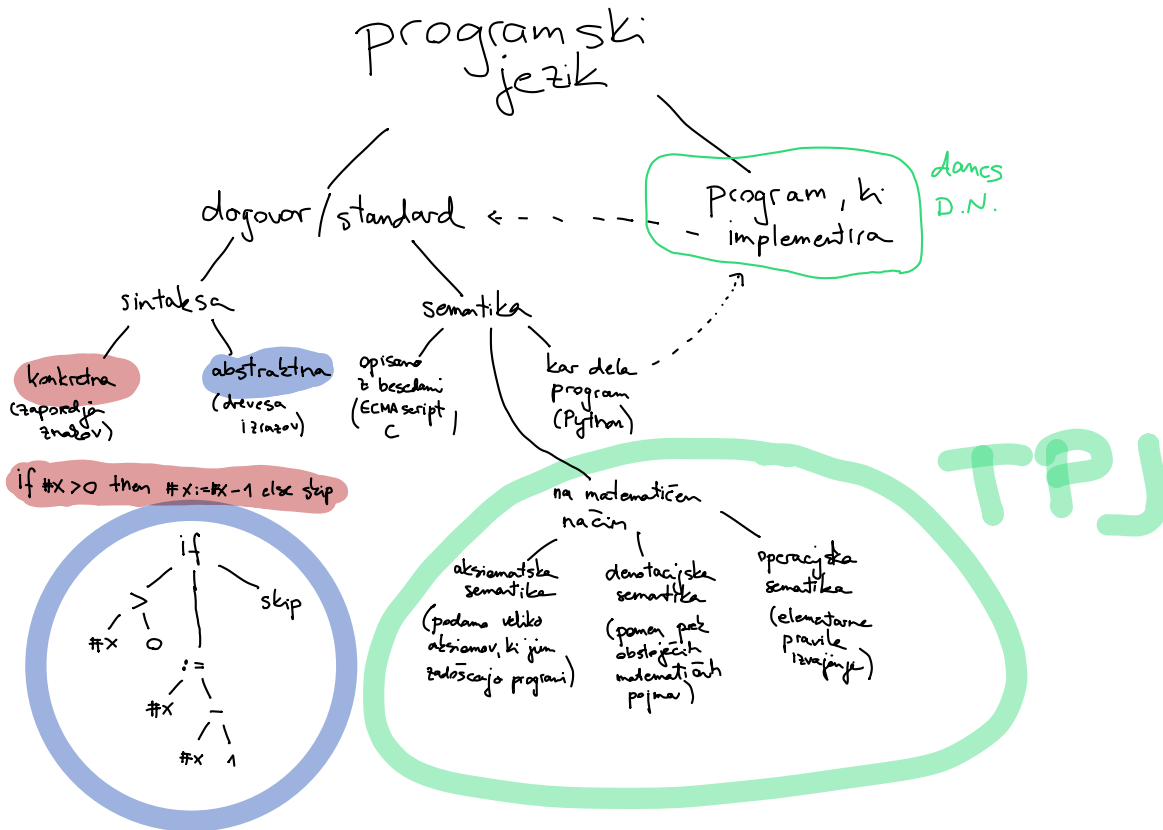 programski
jezik
dogovor/standard
program, ki
implementira
danes
D.N.
sintaksa
sematika
konkretna
(zaporedja
znakov)
abstraktna
(drevesa
izrazov)
opisano
z besedami
(ECMAscript
C)
kar dela
program
(Python)
if #x>0 then #x:=#x-1 else skip
if
> skip
#x 0
:=
#x -
#x 1
TPJ
na matematičen
način
aksiomatska
semantika
(podamo veliko
aksiomov, ki jim
zadoščajo programi)
denotacijska
semantika
(pomen prek
obstoječih
matematičnih
pojmov)
operacijska
sematika
(elementarne
pravila
izvajanja)